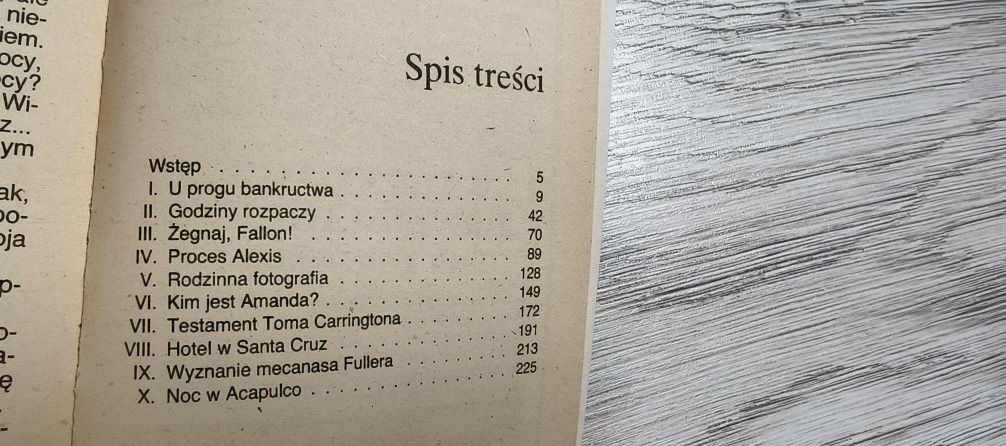 nie-
iem.
ocy,
cy?
Wi-
z...
ym
ak,
oja
p-
o-
a-
ę
Spis treści
Wstęp . . . . . . . . . . . . . . . . . . . . 5
I. U progu bankructwa . . . . . . . . . . . . 9
II. Godziny rozpaczy . . . . . . . . . . . . . 42
III. Żegnaj, Fallon! . . . . . . . . . . . . . . 70
IV. Proces Alexis . . . . . . . . . . . . . . . 89
V. Rodzinna fotografia . . . . . . . . . . . . 128
VI. Kim jest Amanda? . . . . . . . . . . . . . 149
VII. Testament Toma Carringtona . . . . . . . . 172
VIII. Hotel w Santa Cruz . . . . . . . . . . . . 191
IX. Wyznanie mecanasa Fullera . . . . . . . . 213
X. Noc w Acapulco . . . . . . . . . . . . . . 225